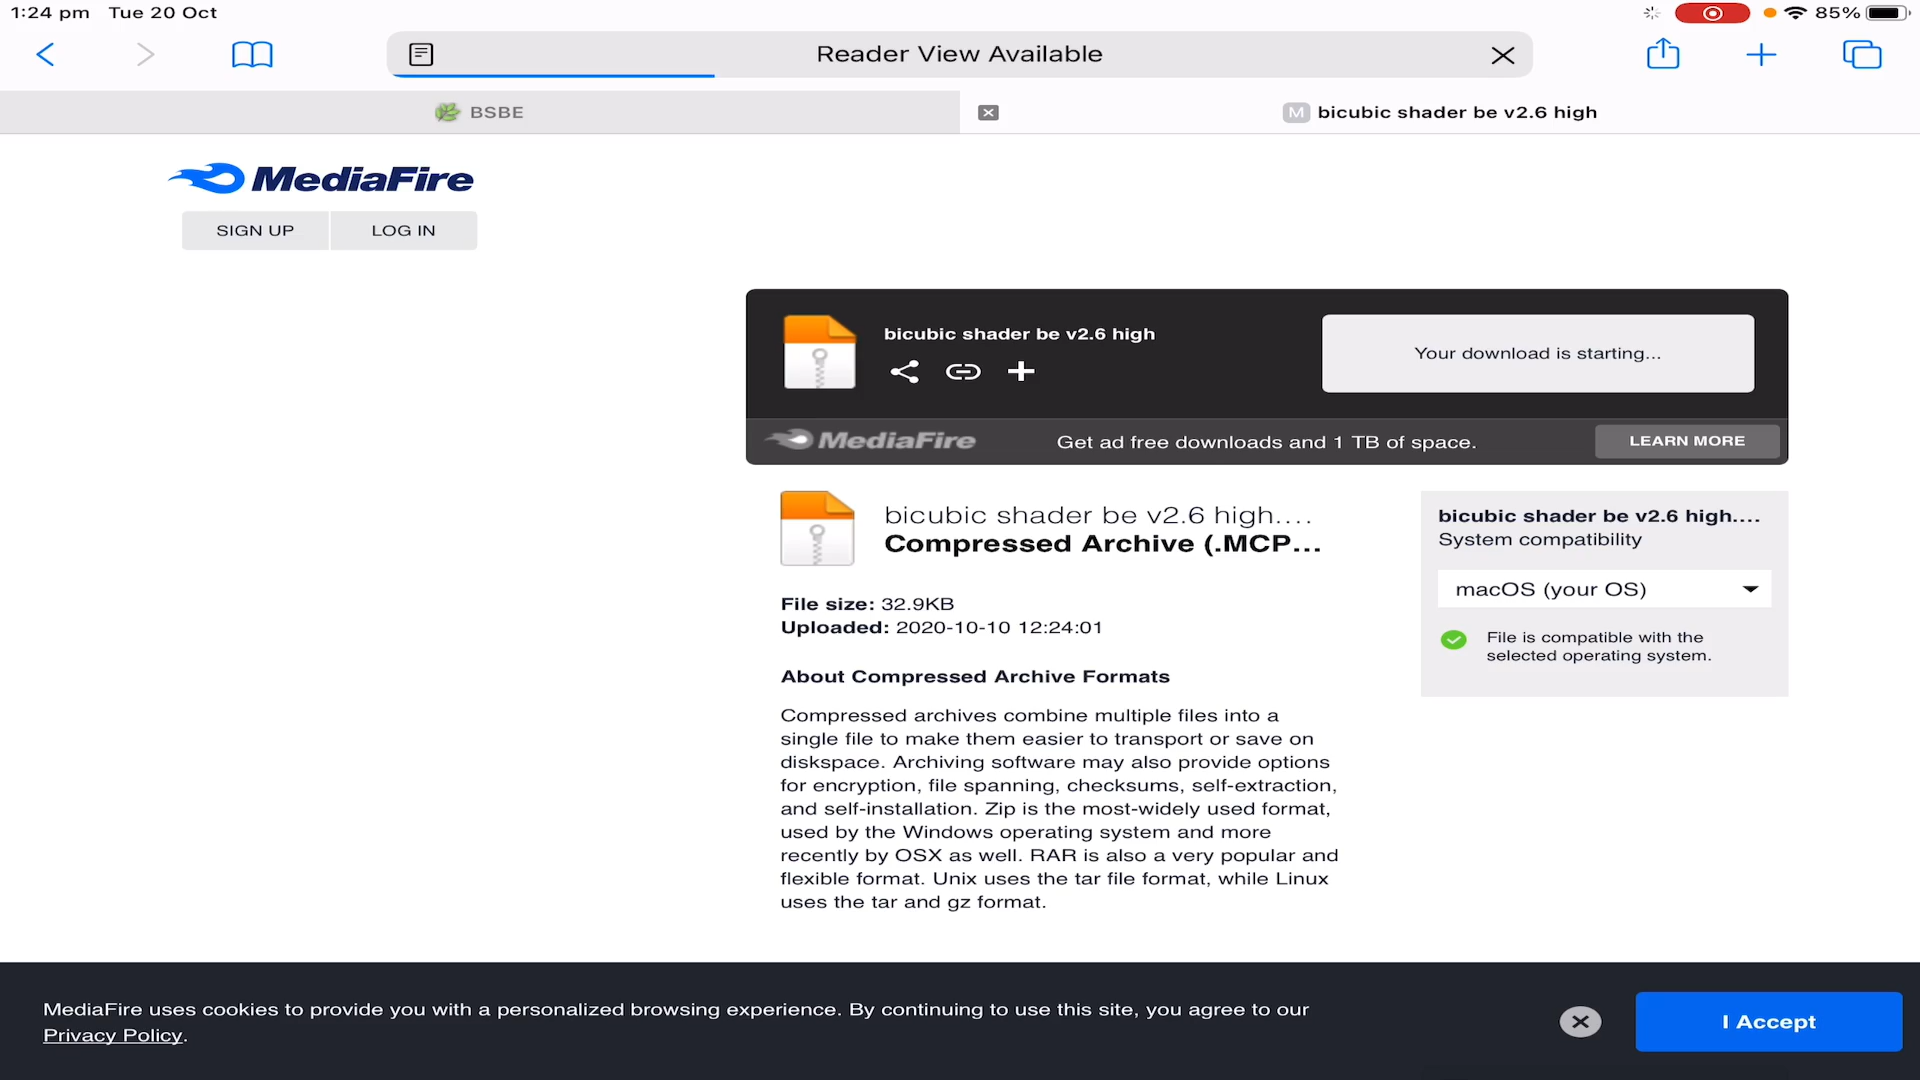 1:24 pm Tue 20 Oct
85%
Reader View Available
BSBE
M bicubic shader be v2.6 high
MediaFire
SIGN UP
LOG IN
bicubic shader be v2.6 high
Your download is starting...
MediaFire
Get ad free downloads and 1 TB of space.
LEARN MORE
bicubic shader be v2.6 high....
Compressed Archive (.MCP...
File size: 32.9KB
Uploaded: 2020-10-10 12:24:01
About Compressed Archive Formats
Compressed archives combine multiple files into a
single file to make them easier to transport or save on
diskspace. Archiving software may also provide options
for encryption, file spanning, checksums, self-extraction,
and self-installation. Zip is the most-widely used format,
used by the Windows operating system and more
recently by OSX as well. RAR is also a very popular and
flexible format. Unix uses the tar file format, while Linux
uses the tar and gz format.
bicubic shader be v2.6 high....
System compatibility
macOS (your OS)
File is compatible with the
selected operating system.
MediaFire uses cookies to provide you with a personalized browsing experience. By continuing to use this site, you agree to our
Privacy Policy.
I Accept